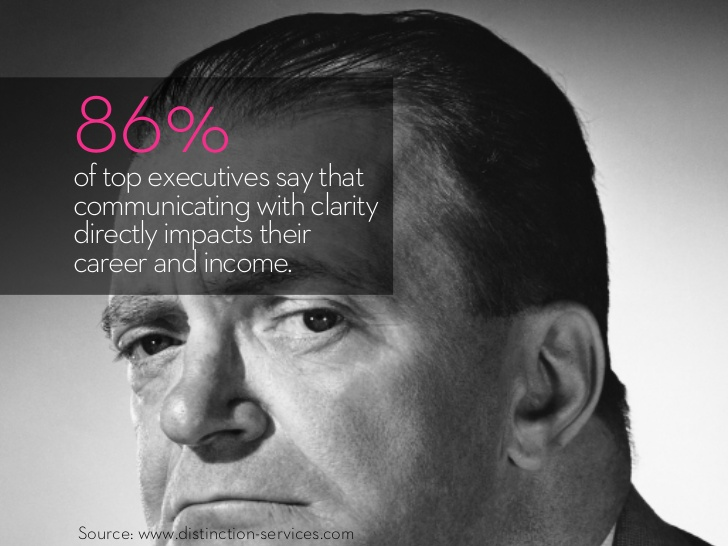 86%
of top executives say that
communicating with clarity
directly impacts their
career and income.
Source: www.distinction-services.com